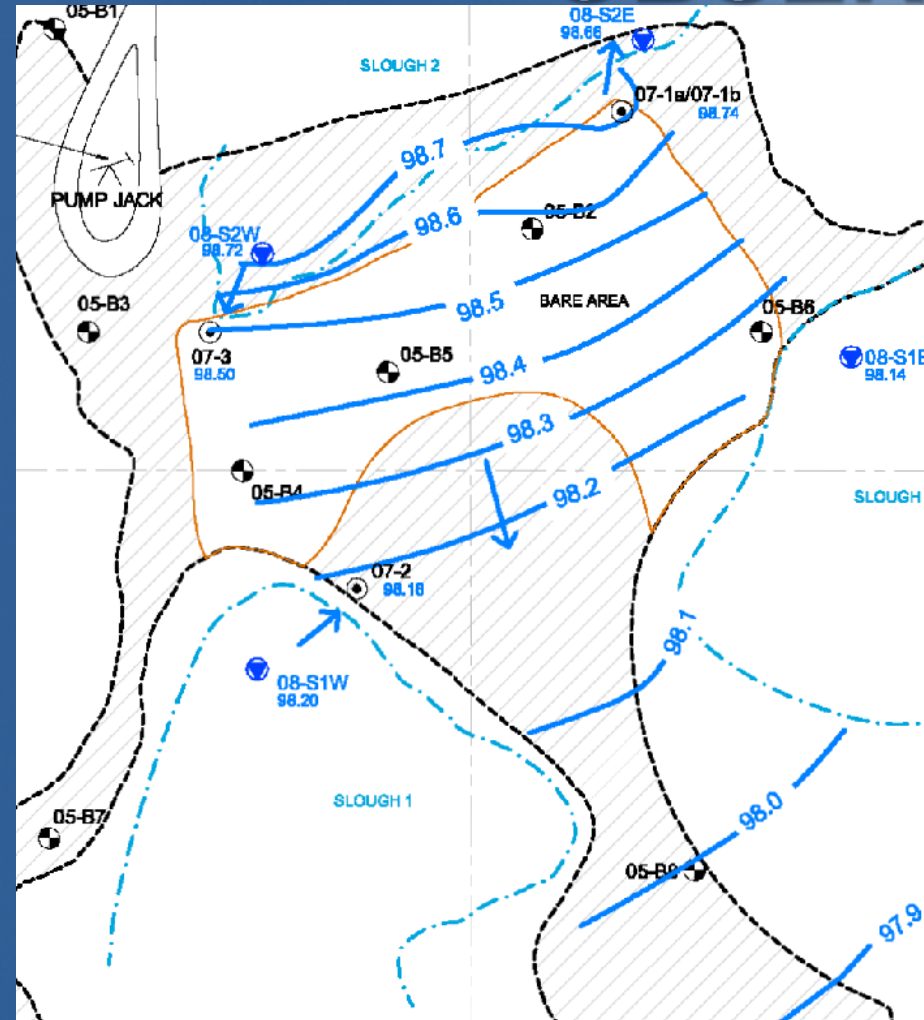 05-B1
08-S2E
98.66
SLOUGH 2
07-1a/07-1b
98.74
98.7
PUMP JACK
98.6
05-B2
08-S2W
98.72
98.5
BARE AREA
05-B3
05-B6
07-3
98.50
05-B5
98.4
08-S1E
98.14
98.3
05-B4
98.2
SLOUGH
07-2
98.18
98.1
08-S1W
98.20
SLOUGH 1
98.0
05-B7
97.9